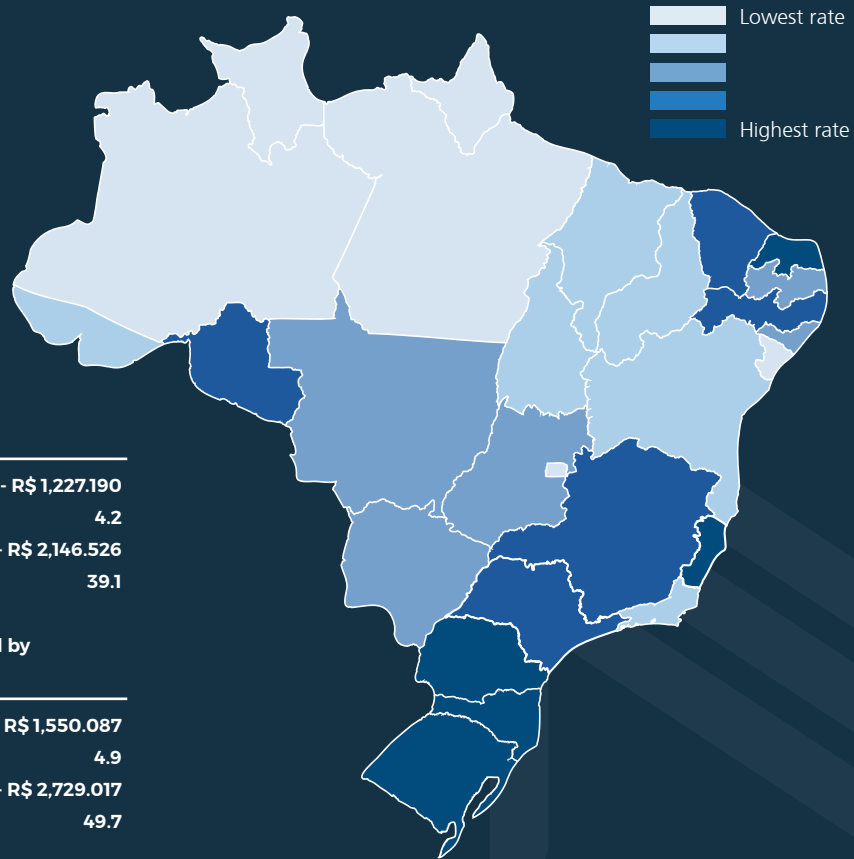 Lowest rate
Highest rate
- R$ 1,227.190
4.2
- R$ 2,146.526
39.1
by
R$ 1,550.087
4.9
- R$ 2,729.017
49.7